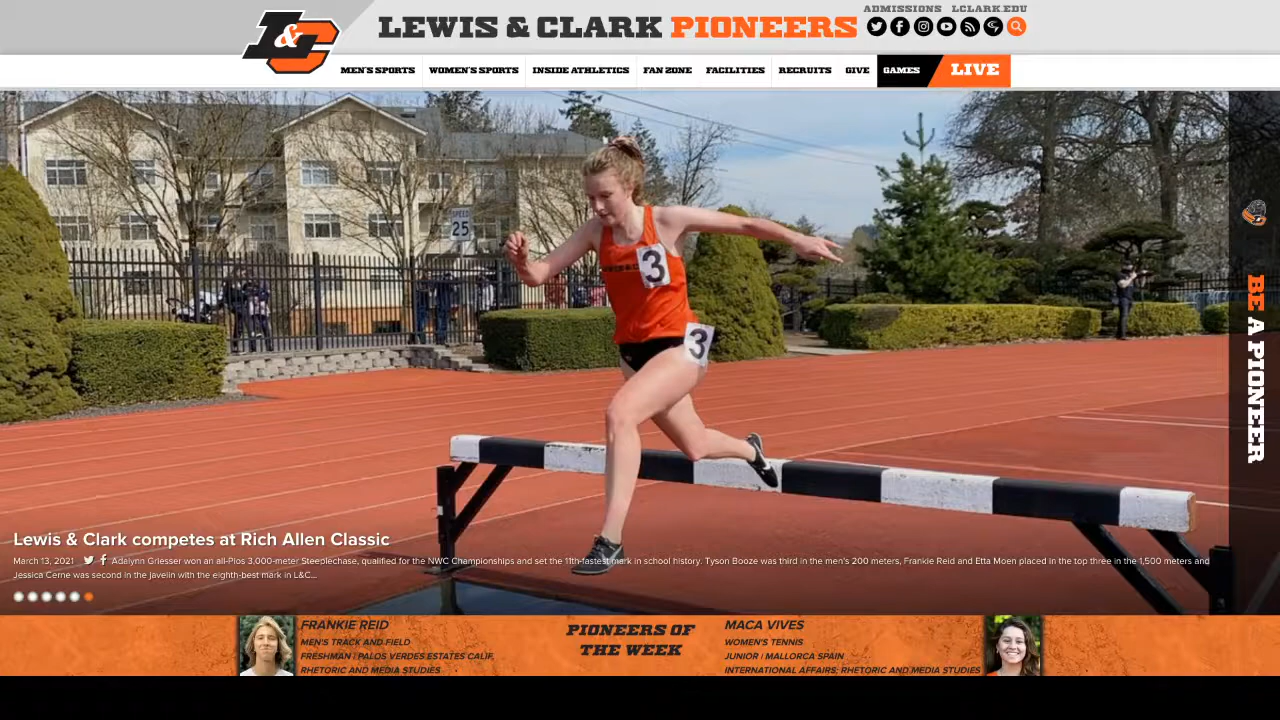 ADMISSIONS LCLARK.EDU
L&C
LEWIS & CLARK PIONEERS
MEN'S SPORTS WOMEN'S SPORTS INSIDE ATHLETICS FAN ZONE FACILITIES RECRUITS GIVE GAMES LIVE
SPEED
25
3
3
BE A PIONEER
Lewis & Clark competes at Rich Allen Classic
March 13, 2021 Adalynn Griesser won an all-Pios 3,000-meter Steeplechase, qualified for the NWC Championships and set the 11th-fastest mark in school history. Tyson Booze was third in the men's 200 meters, Frankie Reid and Etta Moen placed in the top three in the 1,500 meters and
Jessica Cerne was second in the javelin with the eighth-best mark in L&C...
FRANKIE REID
MEN'S TRACK AND FIELD
FRESHMAN | PALOS VERDES ESTATES CALIF.
RHETORIC AND MEDIA STUDIES
PIONEERS OF
THE WEEK
MACA VIVES
WOMEN'S TENNIS
JUNIOR | MALLORCA SPAIN
INTERNATIONAL AFFAIRS; RHETORIC AND MEDIA STUDIES